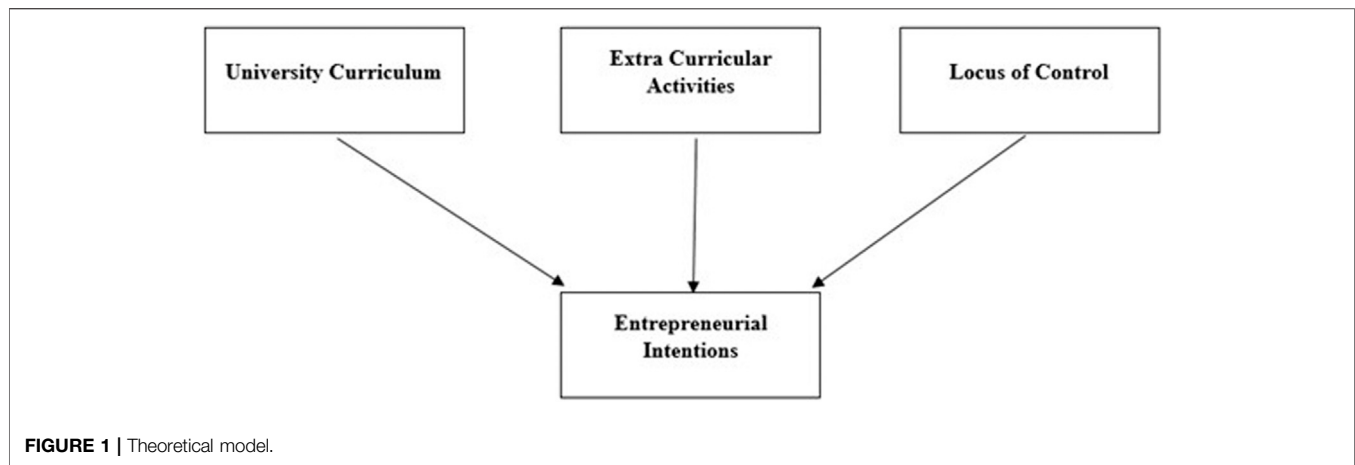 University Curriculum
Extra Curricular
Activities
Locus of Control
Entrepreneurial
Intentions
FIGURE 1 | Theoretical model.